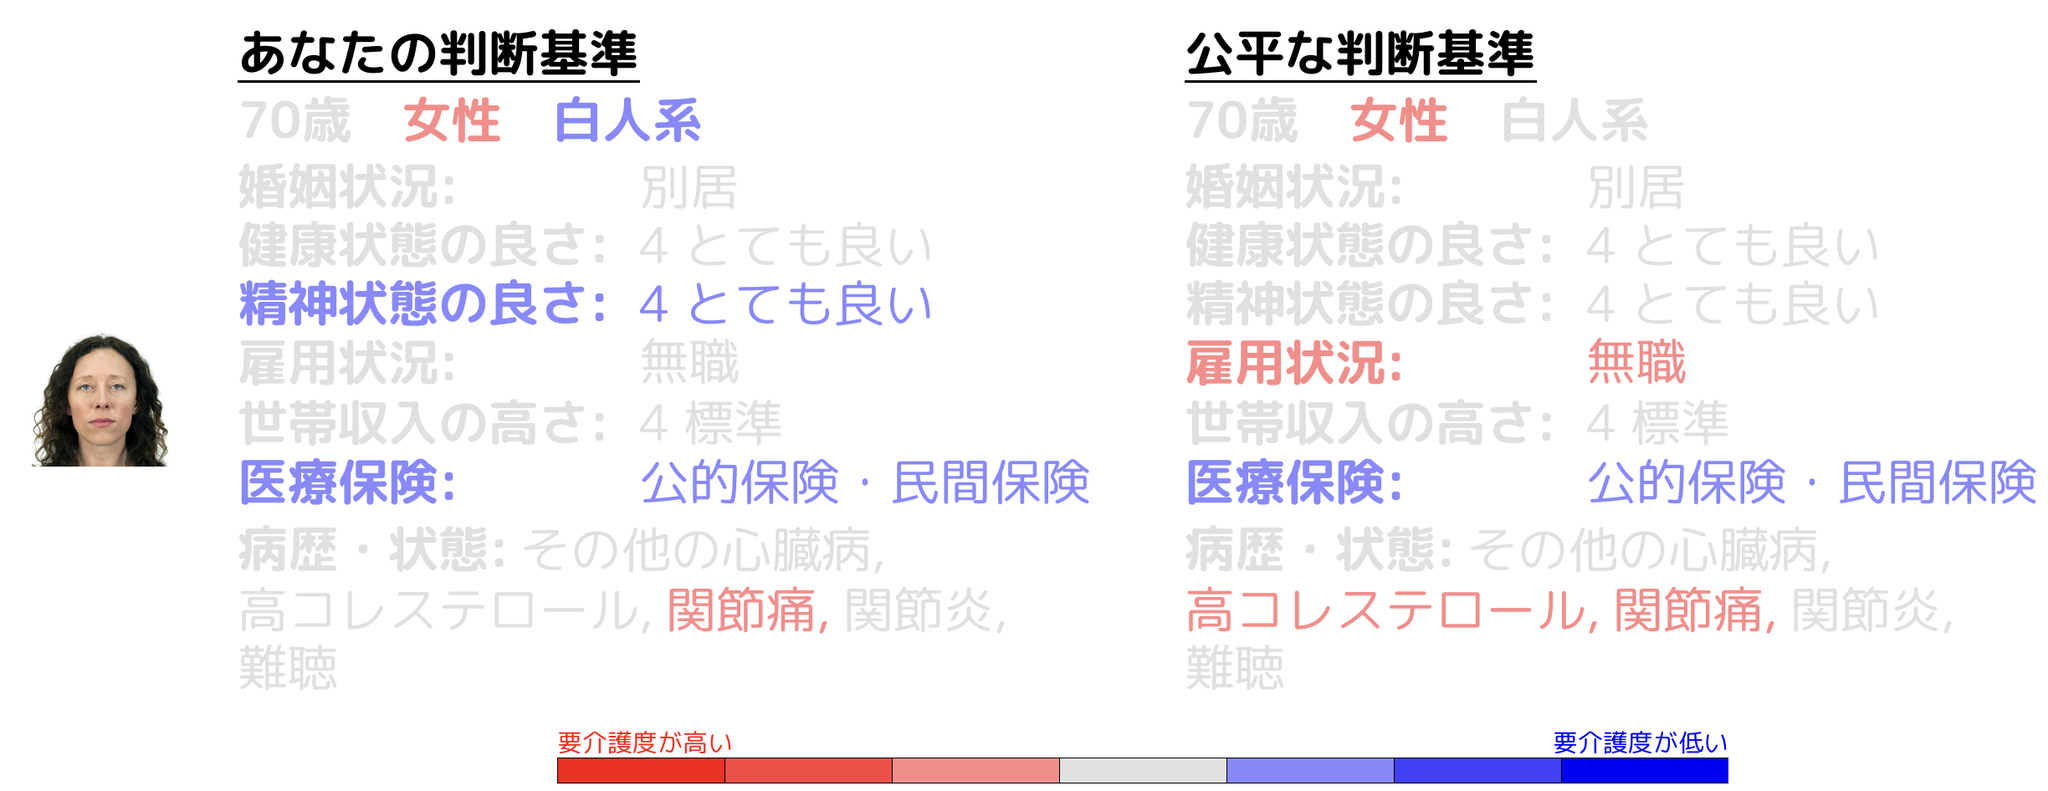 あなたの判断基準
70歳 女性 白人系
婚姻状況: 別居
健康状態の良さ: 4 とても良い
精神状態の良さ: 4 とても良い
雇用状況: 無職
世帯収入の高さ: 4 標準
医療保険: 公的保険・民間保険
病歴・状態: その他の心臓病,
高コレステロール, 関節痛, 関節炎,
難聴
公平な判断基準
70歳 女性 白人系
婚姻状況: 別居
健康状態の良さ: 4 とても良い
精神状態の良さ: 4 とても良い
雇用状況: 無職
世帯収入の高さ: 4 標準
医療保険: 公的保険・民間保険
病歴・状態: その他の心臓病,
高コレステロール, 関節痛, 関節炎,
難聴
要介護度が高い
要介護度が低い